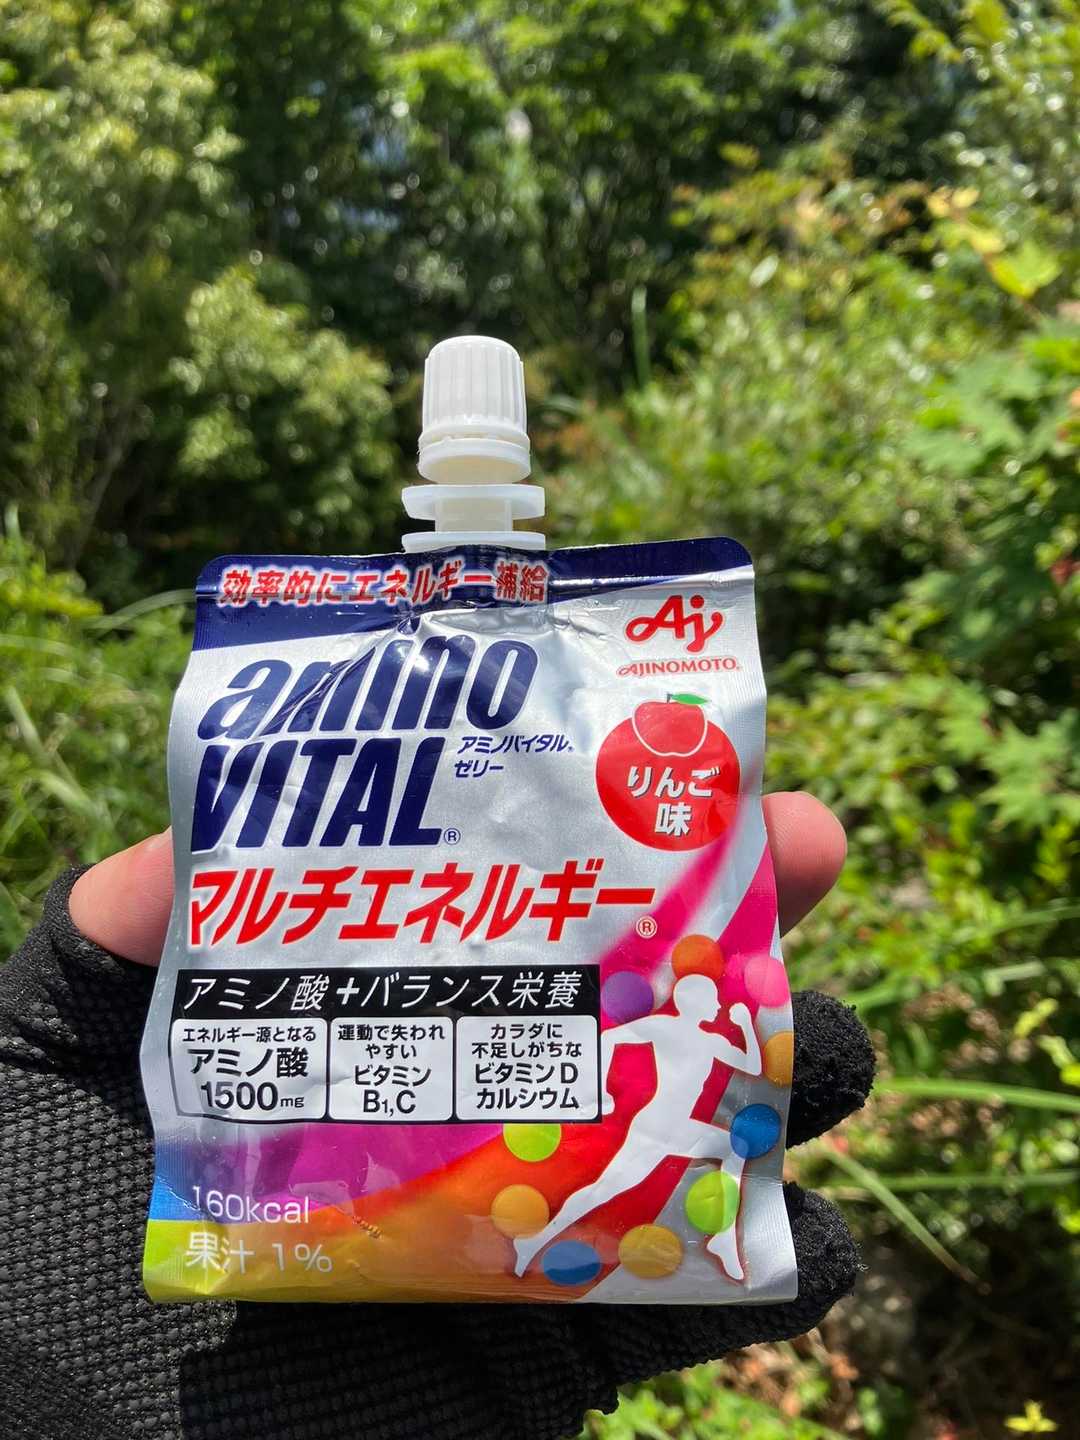 効率的にエネルギー補給
Aj
AJINOMOTO®
amino
VITAL®
アミノバイタル®
ゼリー
りんご
味
マルチエネルギー®
アミノ酸+バランス栄養
エネルギー源となる
アミノ酸
1500mg
運動で失われ
やすい
ビタミン
B1,C
カラダに
不足しがちな
ビタミンD
カルシウム
160kcal
果汁1%